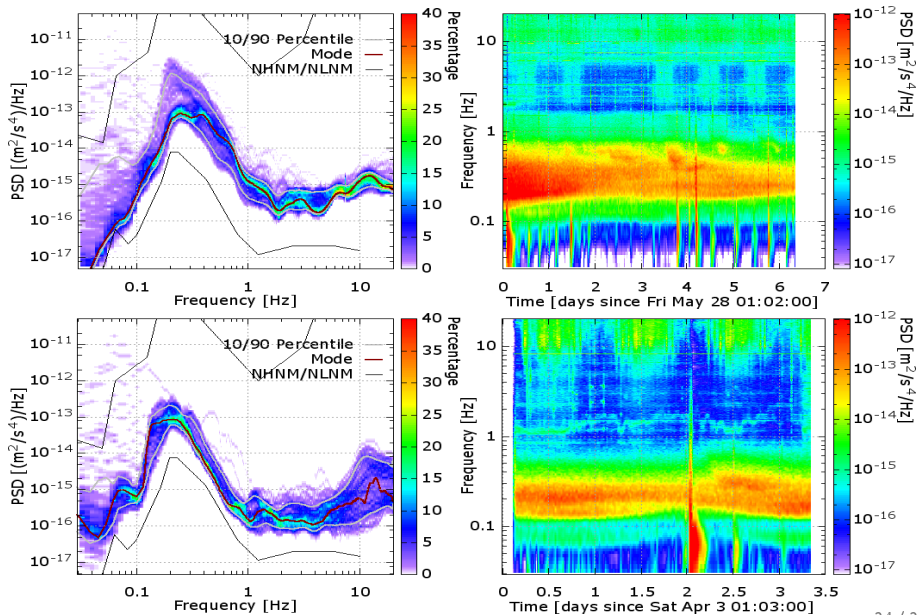 PSD [(m²/s⁴)/Hz]
10⁻¹¹
10⁻¹²
10⁻¹³
10⁻¹⁴
10⁻¹⁵
10⁻¹⁶
10⁻¹⁷
10/90 Percentile
Mode
NHNM/NLNM
0.1 1 10
Frequency [Hz]
40
35
30
25
20
15
10
5
0
Percentage
Frequency [Hz]
10
1
0.1
0 1 2 3 4 5 6 7
Time [days since Fri May 28 01:02:00]
10⁻¹²
10⁻¹³
10⁻¹⁴
10⁻¹⁵
10⁻¹⁶
10⁻¹⁷
PSD [m²/s⁴/Hz]
PSD [(m²/s⁴)/Hz]
10⁻¹¹
10⁻¹²
10⁻¹³
10⁻¹⁴
10⁻¹⁵
10⁻¹⁶
10⁻¹⁷
10/90 Percentile
Mode
NHNM/NLNM
0.1 1 10
Frequency [Hz]
40
35
30
25
20
15
10
5
0
Percentage
Frequency [Hz]
10
1
0.1
0 0.5 1 1.5 2 2.5 3 3.5
Time [days since Sat Apr 3 01:03:00]
10⁻¹²
10⁻¹³
10⁻¹⁴
10⁻¹⁵
10⁻¹⁶
10⁻¹⁷
PSD [m²/s⁴/Hz]